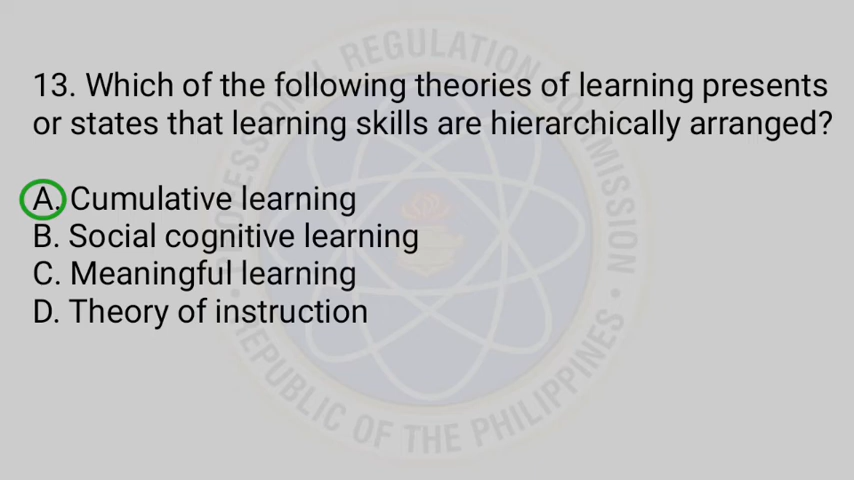 13. Which of the following theories of learning presents
or states that learning skills are hierarchically arranged?
A. Cumulative learning
B. Social cognitive learning
C. Meaningful learning
D. Theory of instruction
PROFESSIONAL REGULATION COMMISSION
REPUBLIC OF THE PHILIPPINES